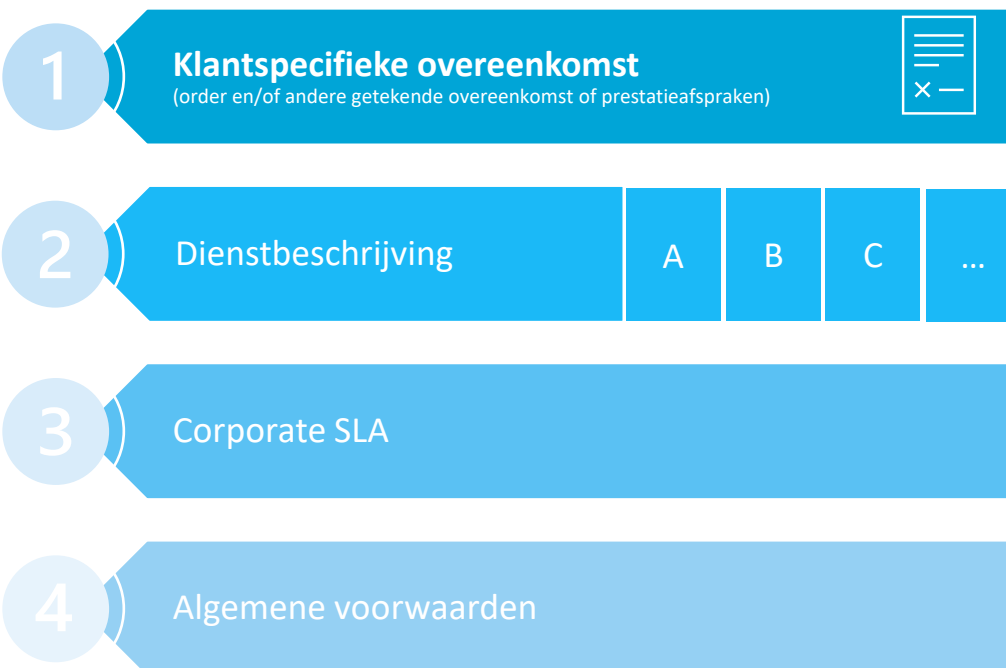 1
Klantspecifieke overeenkomst
(order en/of andere getekende overeenkomst of prestatieafspraken)
2
Dienstbeschrijving
A
B
C
...
3
Corporate SLA
4
Algemene voorwaarden